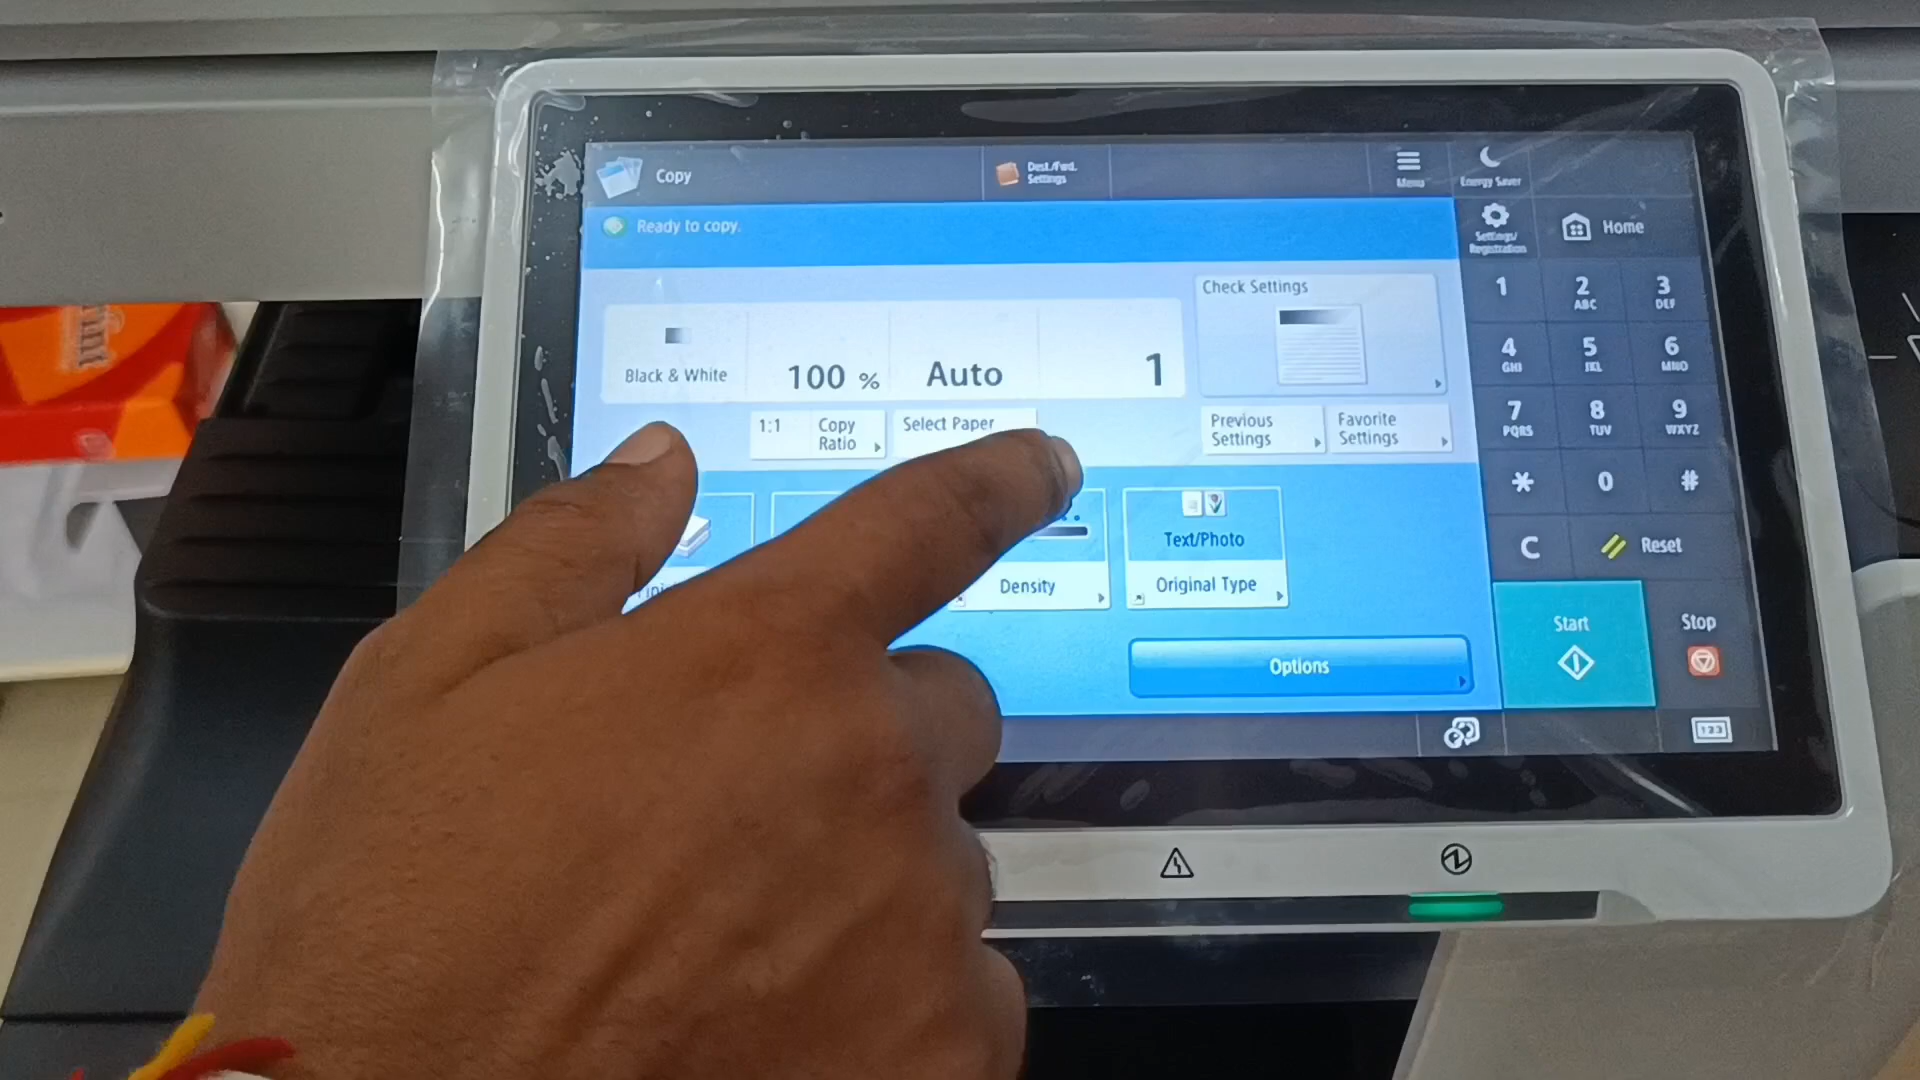 Copy
Dest./Fwd.
Settings
Menu
Energy Saver
Ready to copy.
Settings/
Registration
Home
Check Settings
Black & White
100 %
Auto
1
1:1
Copy
Ratio
Select Paper
Previous
Settings
Favorite
Settings
1
2
ABC
3
DEF
4
GHI
5
JKL
6
MNO
7
PQRS
8
TUV
9
WXYZ
*
0
#
C
Reset
Text/Photo
Density
Original Type
Options
Start
Stop
123